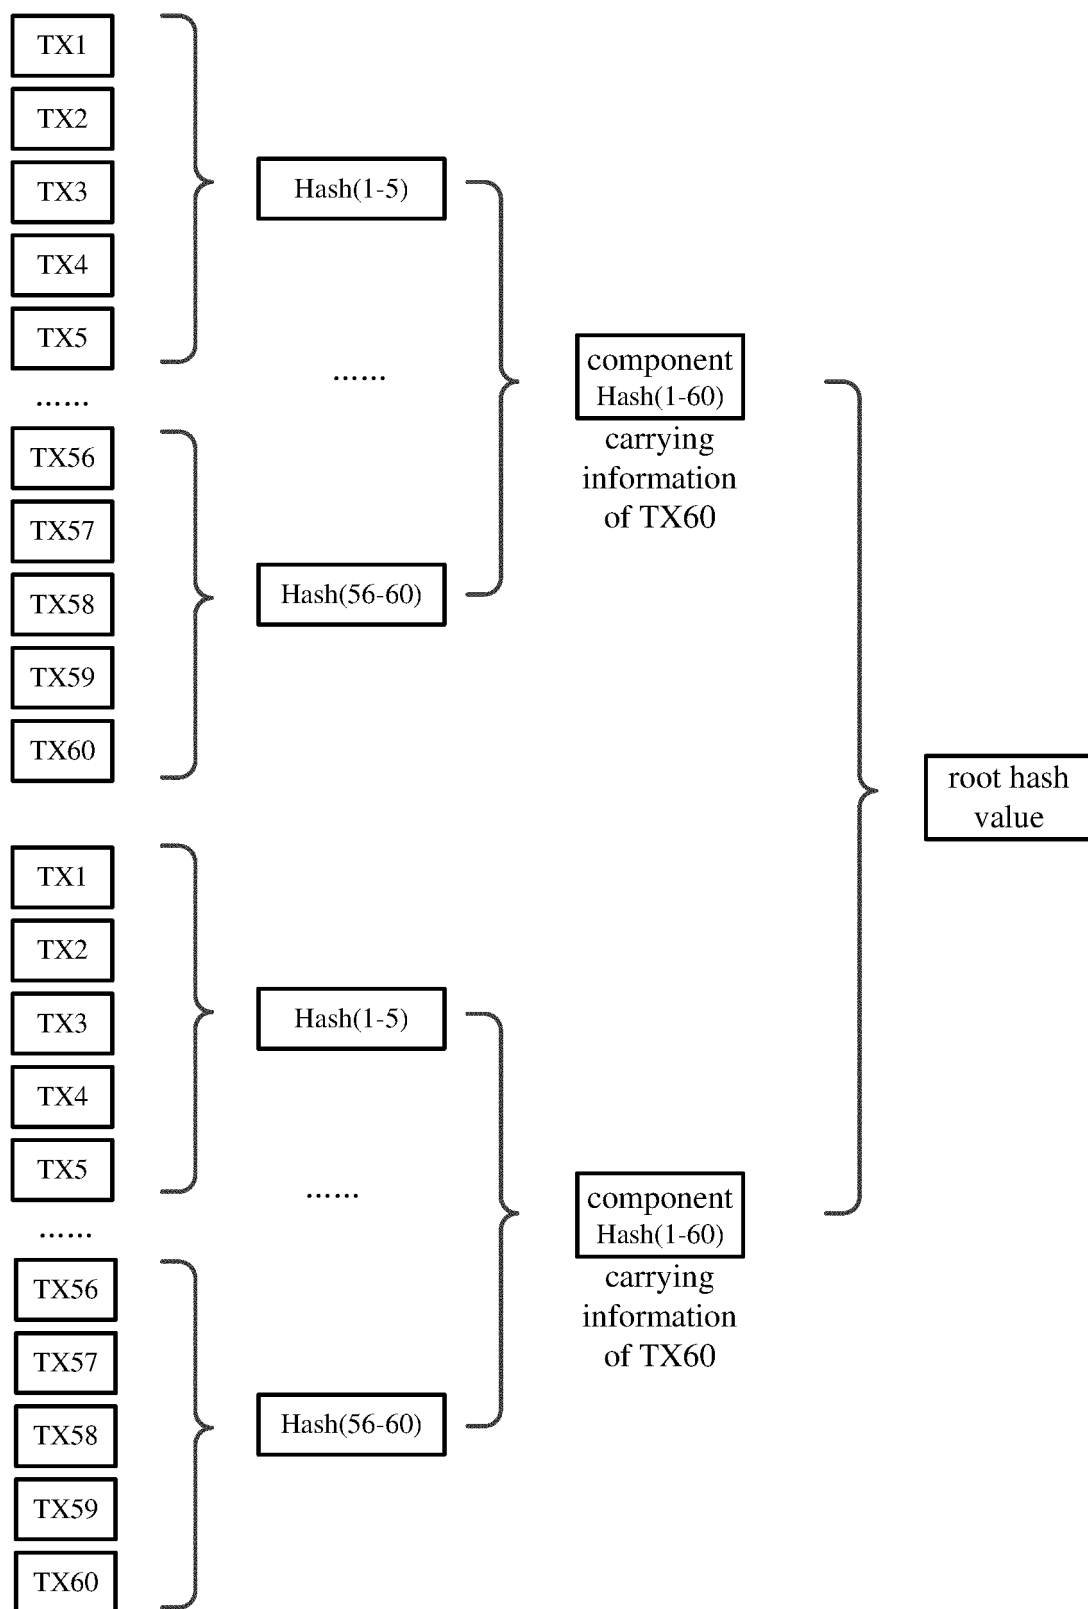 TX1
TX2
TX3
TX4
TX5
......
TX56
TX57
TX58
TX59
TX60
Hash(1-5)
......
Hash(56-60)
component
Hash(1-60)
carrying
information
of TX60
root hash
value
TX1
TX2
TX3
TX4
TX5
......
TX56
TX57
TX58
TX59
TX60
Hash(1-5)
......
Hash(56-60)
component
Hash(1-60)
carrying
information
of TX60